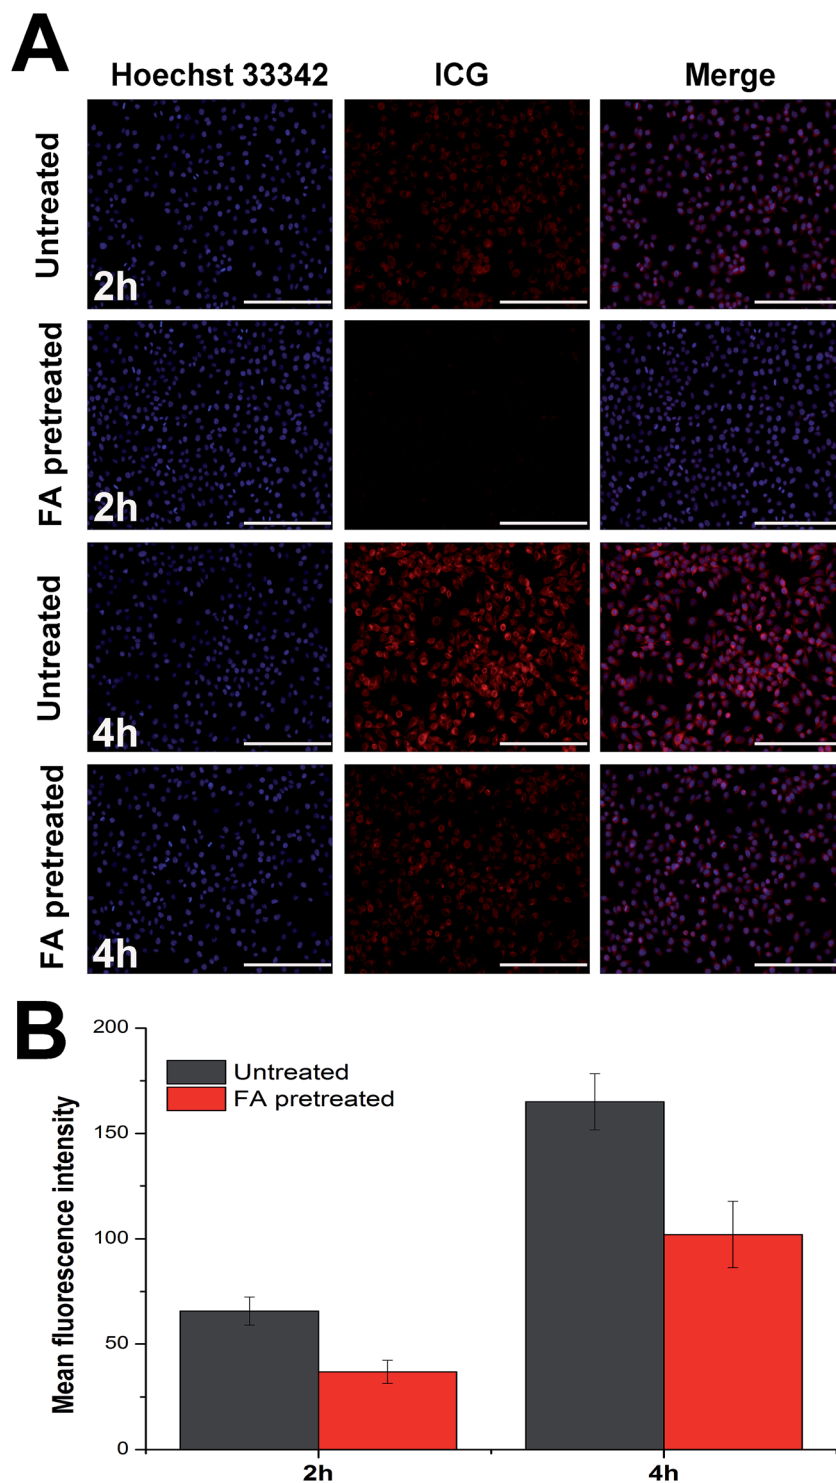 A
Hoechst 33342 ICG Merge
Untreated
2h
FA pretreated
2h
Untreated
4h
FA pretreated
4h
B
200
150
100
50
0
Mean fluorescence intensity
Untreated
FA pretreated
2h 4h